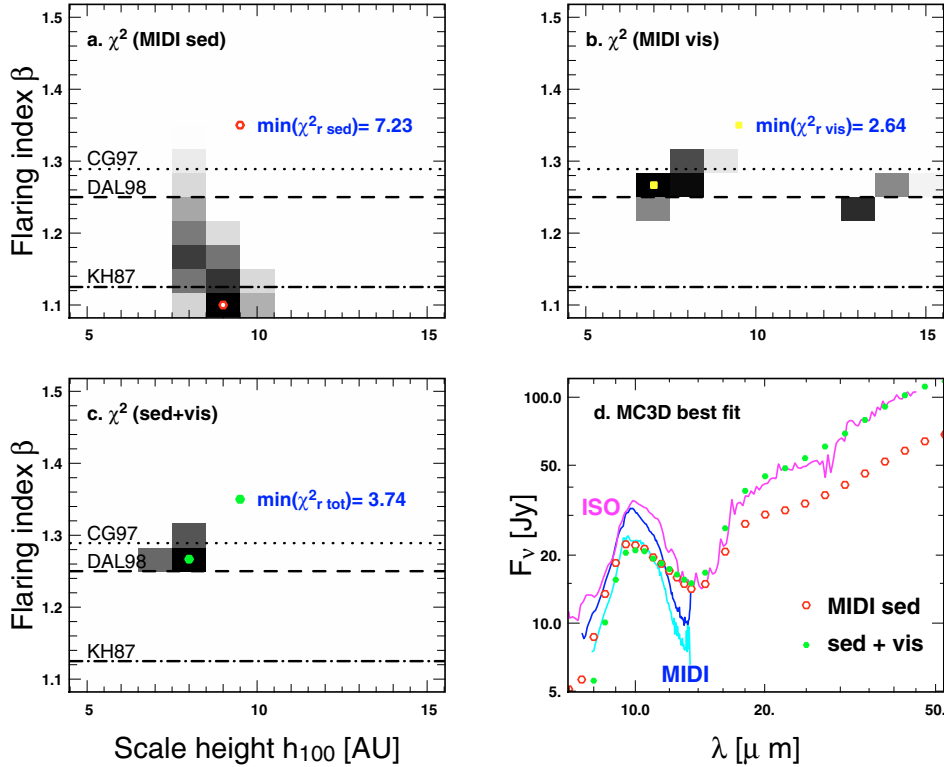 a. χ² (MIDI sed)
min(χ²r sed)= 7.23
CG97
DAL98
KH87
1.5
1.4
1.3
1.2
1.1
5
10
15
Flaring index β
b. χ² (MIDI vis)
min(χ²r vis)= 2.64
1.5
1.4
1.3
1.2
1.1
5
10
15
c. χ² (sed+vis)
min(χ²r tot)= 3.74
CG97
DAL98
KH87
1.5
1.4
1.3
1.2
1.1
5
10
15
Flaring index β
Scale height h₁₀₀ [AU]
d. MC3D best fit
ISO
MIDI
MIDI sed
sed + vis
100.0
50.
20.
10.0
5.
10.0
20.
50.
Fν [Jy]
λ [μ m]